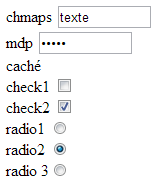 chmaps texte
mdp •••••
caché
check1
check2
radio1
radio2
radio 3